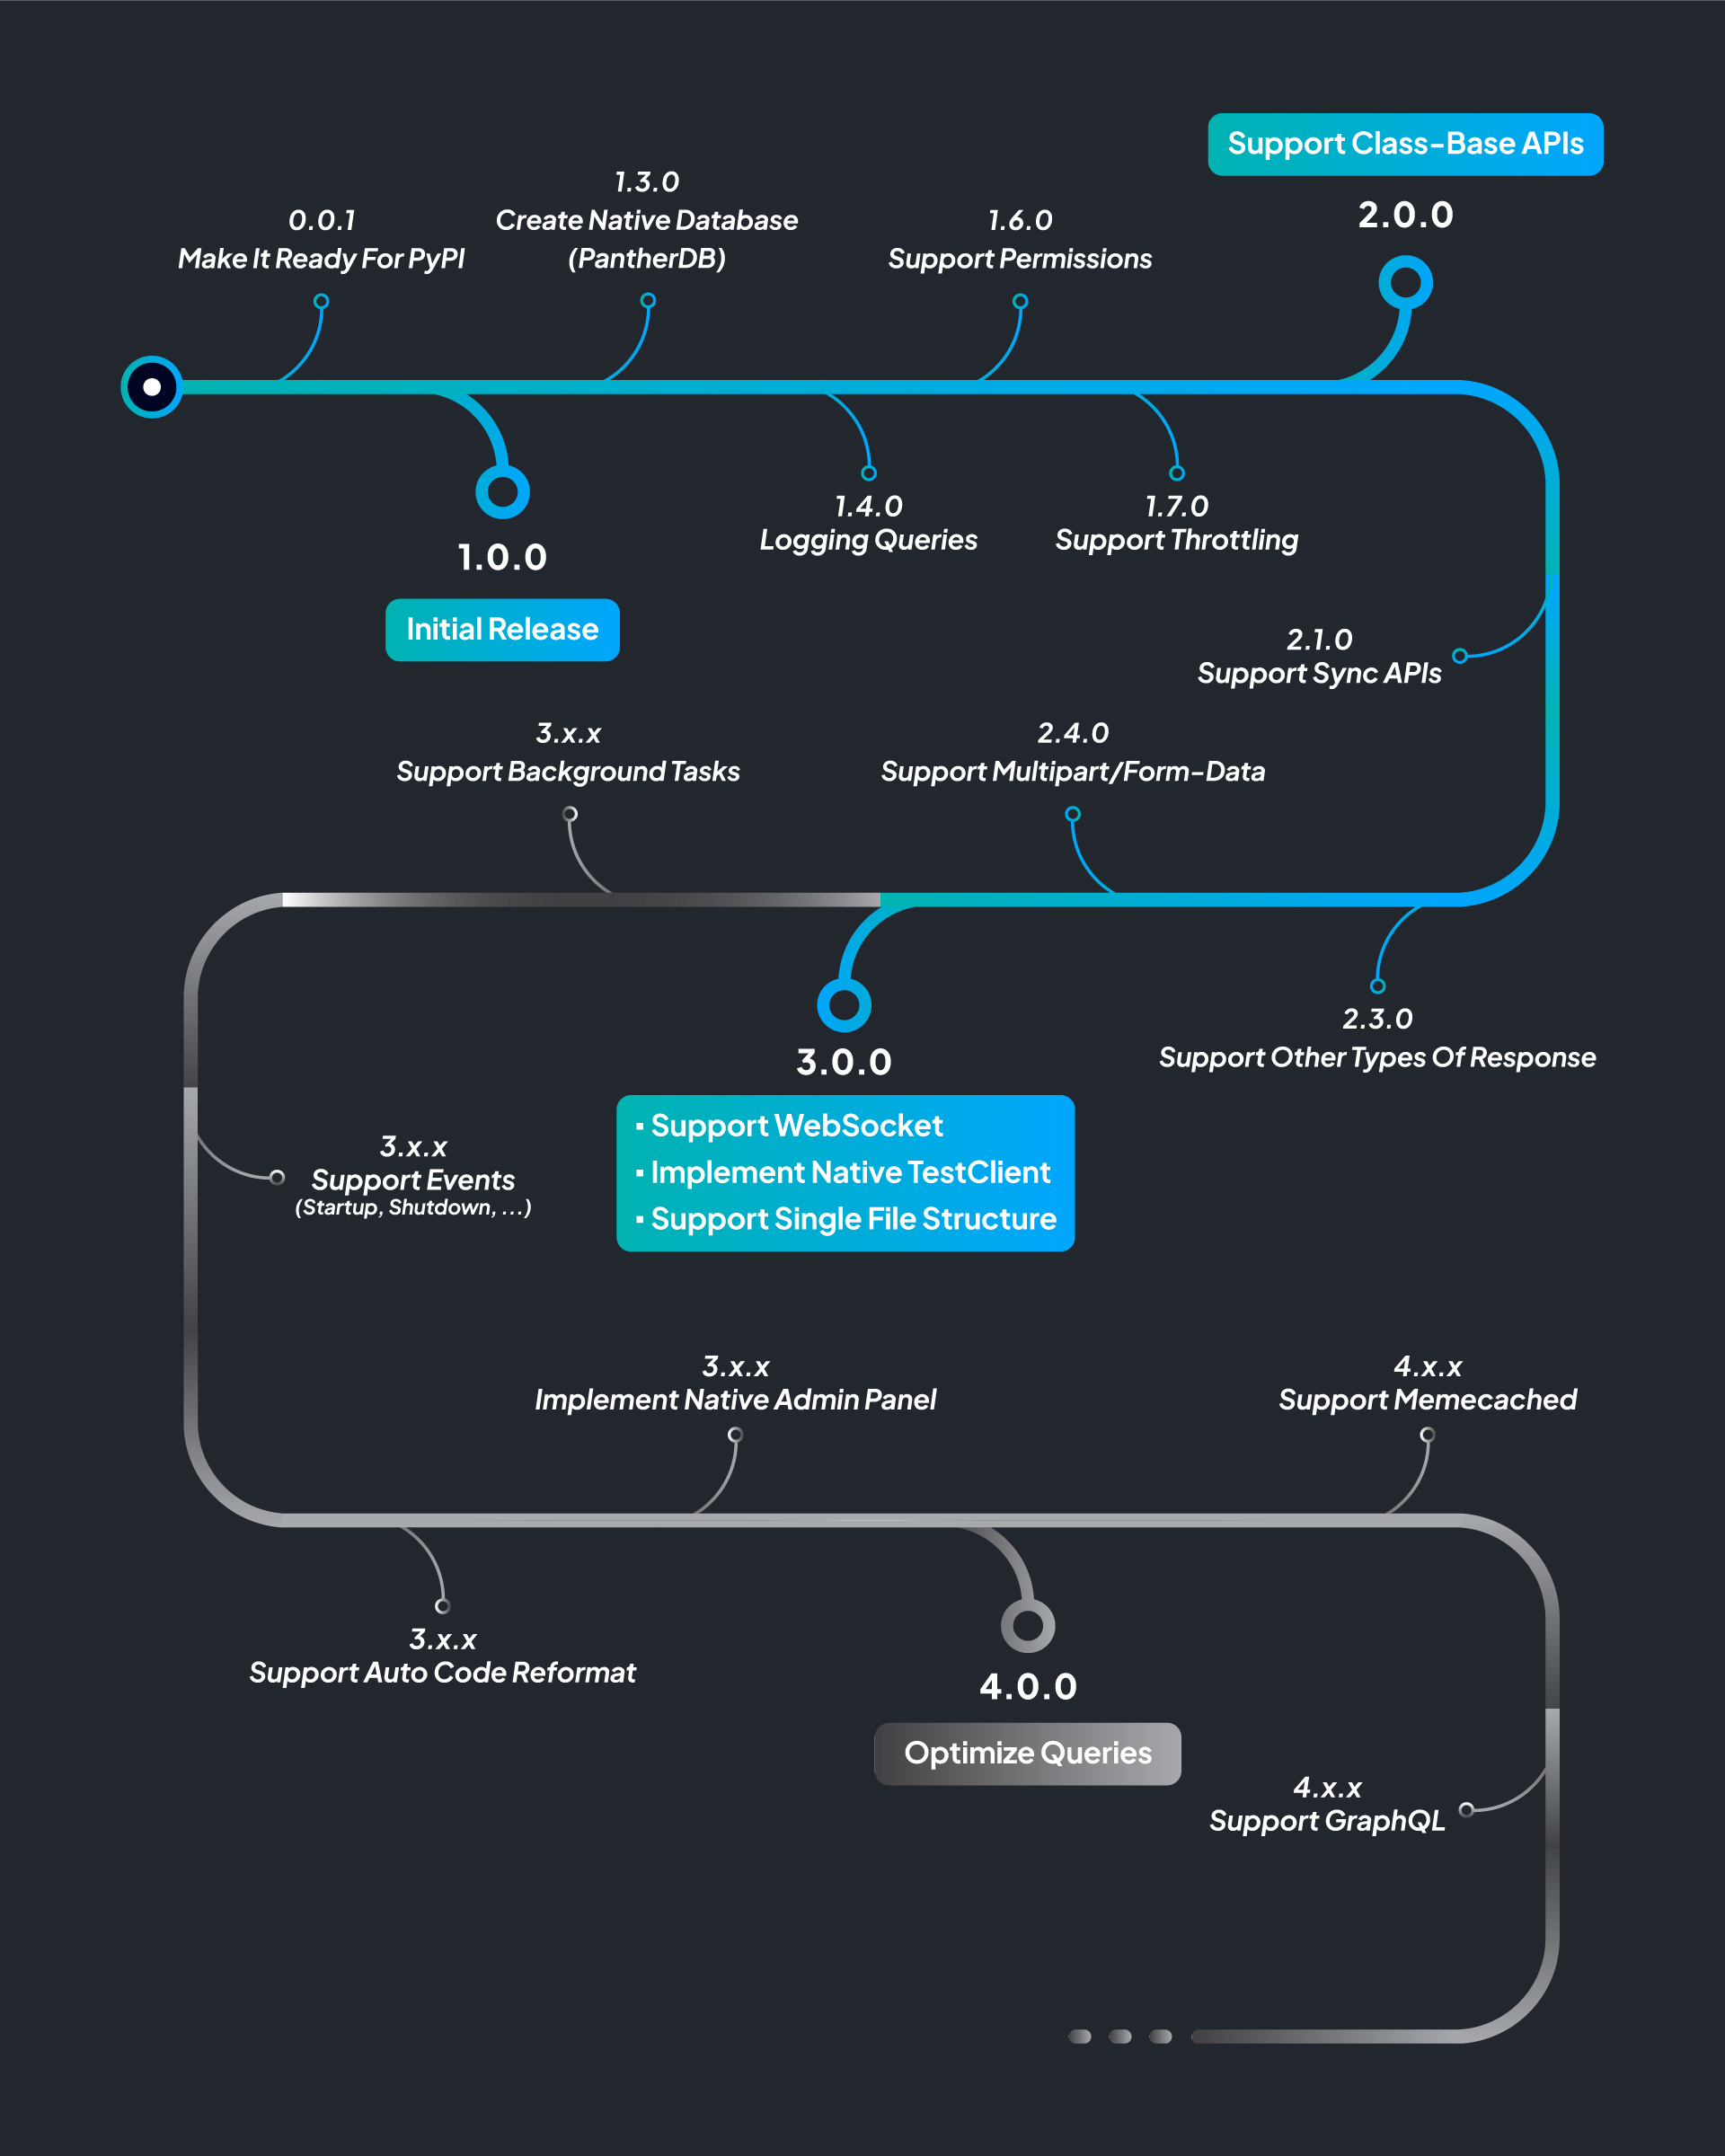 0.0.1
Make It Ready For PyPI
1.0.0
Initial Release
1.3.0
Create Native Database
(PantherDB)
1.4.0
Logging Queries
1.6.0
Support Permissions
1.7.0
Support Throttling
Support Class-Base APIs
2.0.0
2.1.0
Support Sync APIs
2.3.0
Support Other Types Of Response
2.4.0
Support Multipart/Form-Data
3.0.0
▪ Support WebSocket
▪ Implement Native TestClient
▪ Support Single File Structure
3.x.x
Support Background Tasks
3.x.x
Support Events
(Startup, Shutdown, ...)
3.x.x
Support Auto Code Reformat
3.x.x
Implement Native Admin Panel
4.0.0
Optimize Queries
4.x.x
Support Memecached
4.x.x
Support GraphQL